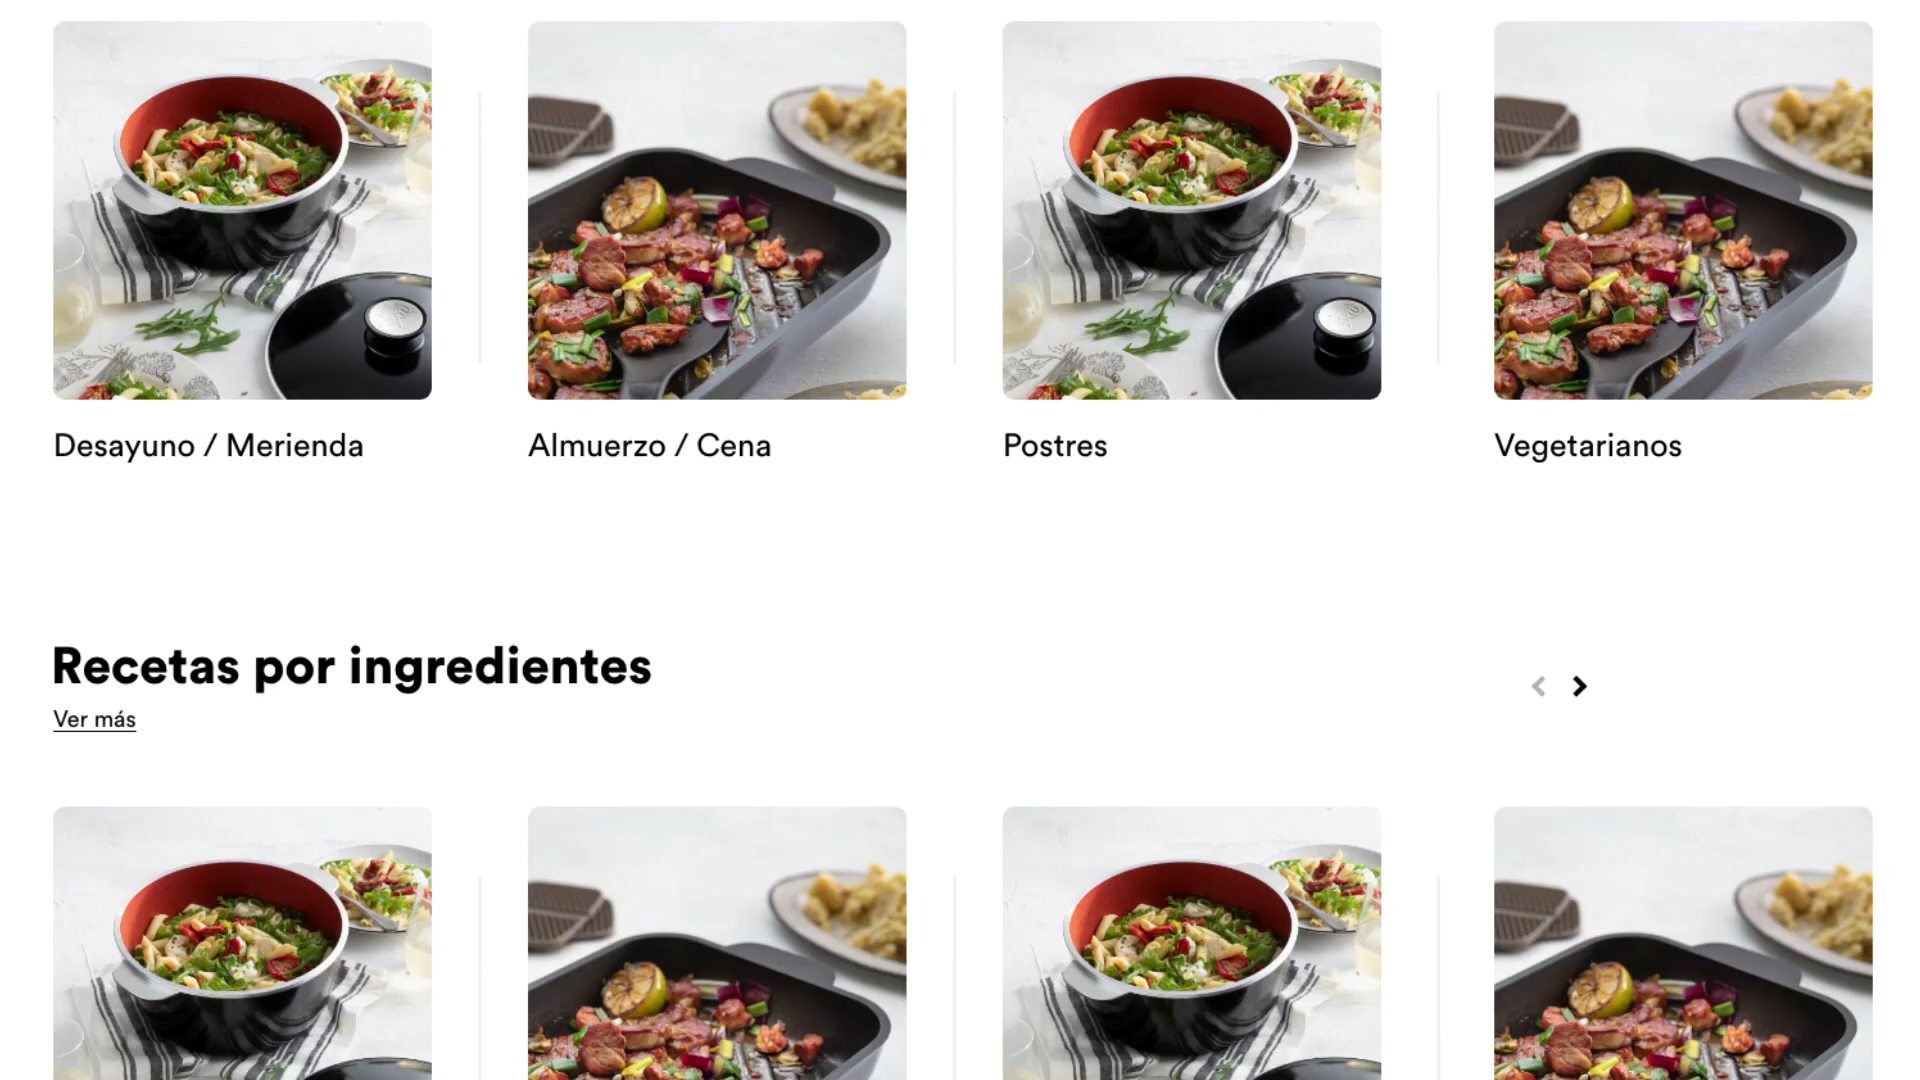 Desayuno / Merienda
Almuerzo / Cena
Postres
Vegetarianos
Recetas por ingredientes
Ver más